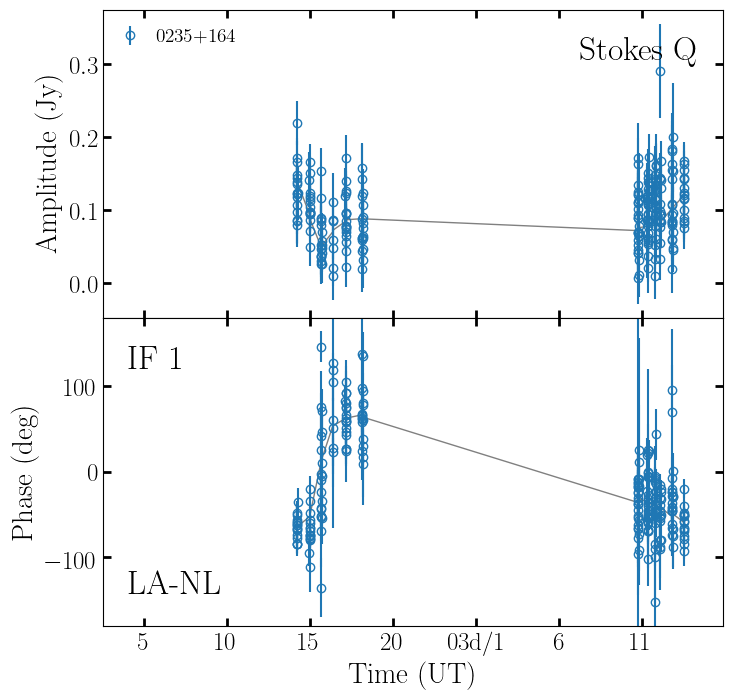 0235+164
Stokes Q
Amplitude (Jy)
0.3
0.2
0.1
0.0
IF 1
LA-NL
Phase (deg)
100
0
−100
5 10 15 20 03d/1 6 11
Time (UT)